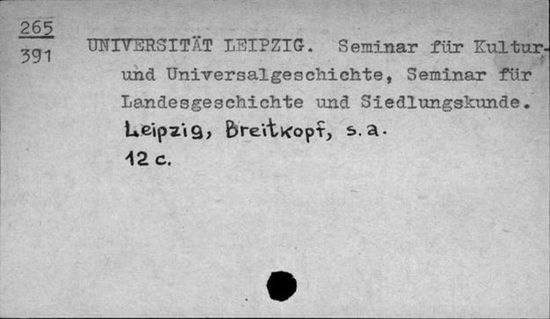 265
391
UNIVERSITÄT LEIPZIG. Seminar für Kultur-
und Universalgeschichte, Seminar für
Landesgeschichte und Siedlungskunde.
Leipzig, Breitkopf, s.a.
12 c.